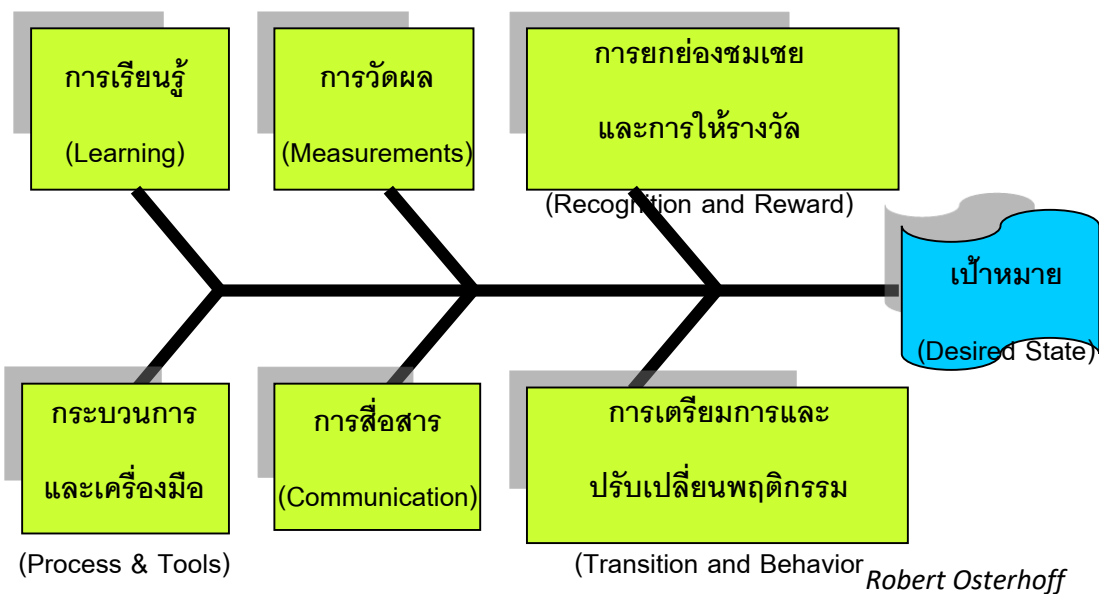 การเรียนรู้
(Learning)
การวัดผล
(Measurements)
การยกย่องชมเชย
และการให้รางวัล
(Recognition and Reward)
เป้าหมาย
(Desired State)
กระบวนการ
และเครื่องมือ
(Process & Tools)
การสื่อสาร
(Communication)
การเตรียมการและ
ปรับเปลี่ยนพฤติกรรม
(Transition and Behavior
Robert Osterhoff